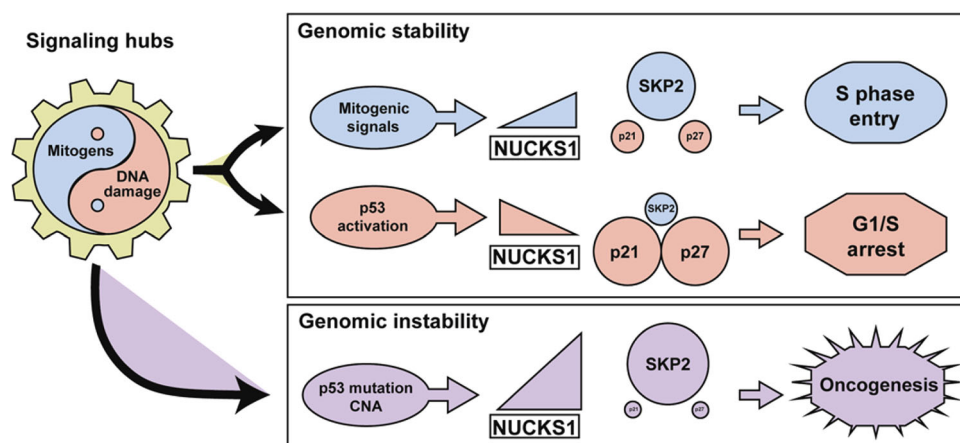 Signaling hubs
Mitogens
DNA
damage
Genomic stability
Mitogenic
signals
NUCKS1
SKP2
p21
p27
S phase
entry
p53
activation
NUCKS1
SKP2
p21
p27
G1/S
arrest
Genomic instability
p53 mutation
CNA
NUCKS1
SKP2
p21
p27
Oncogenesis